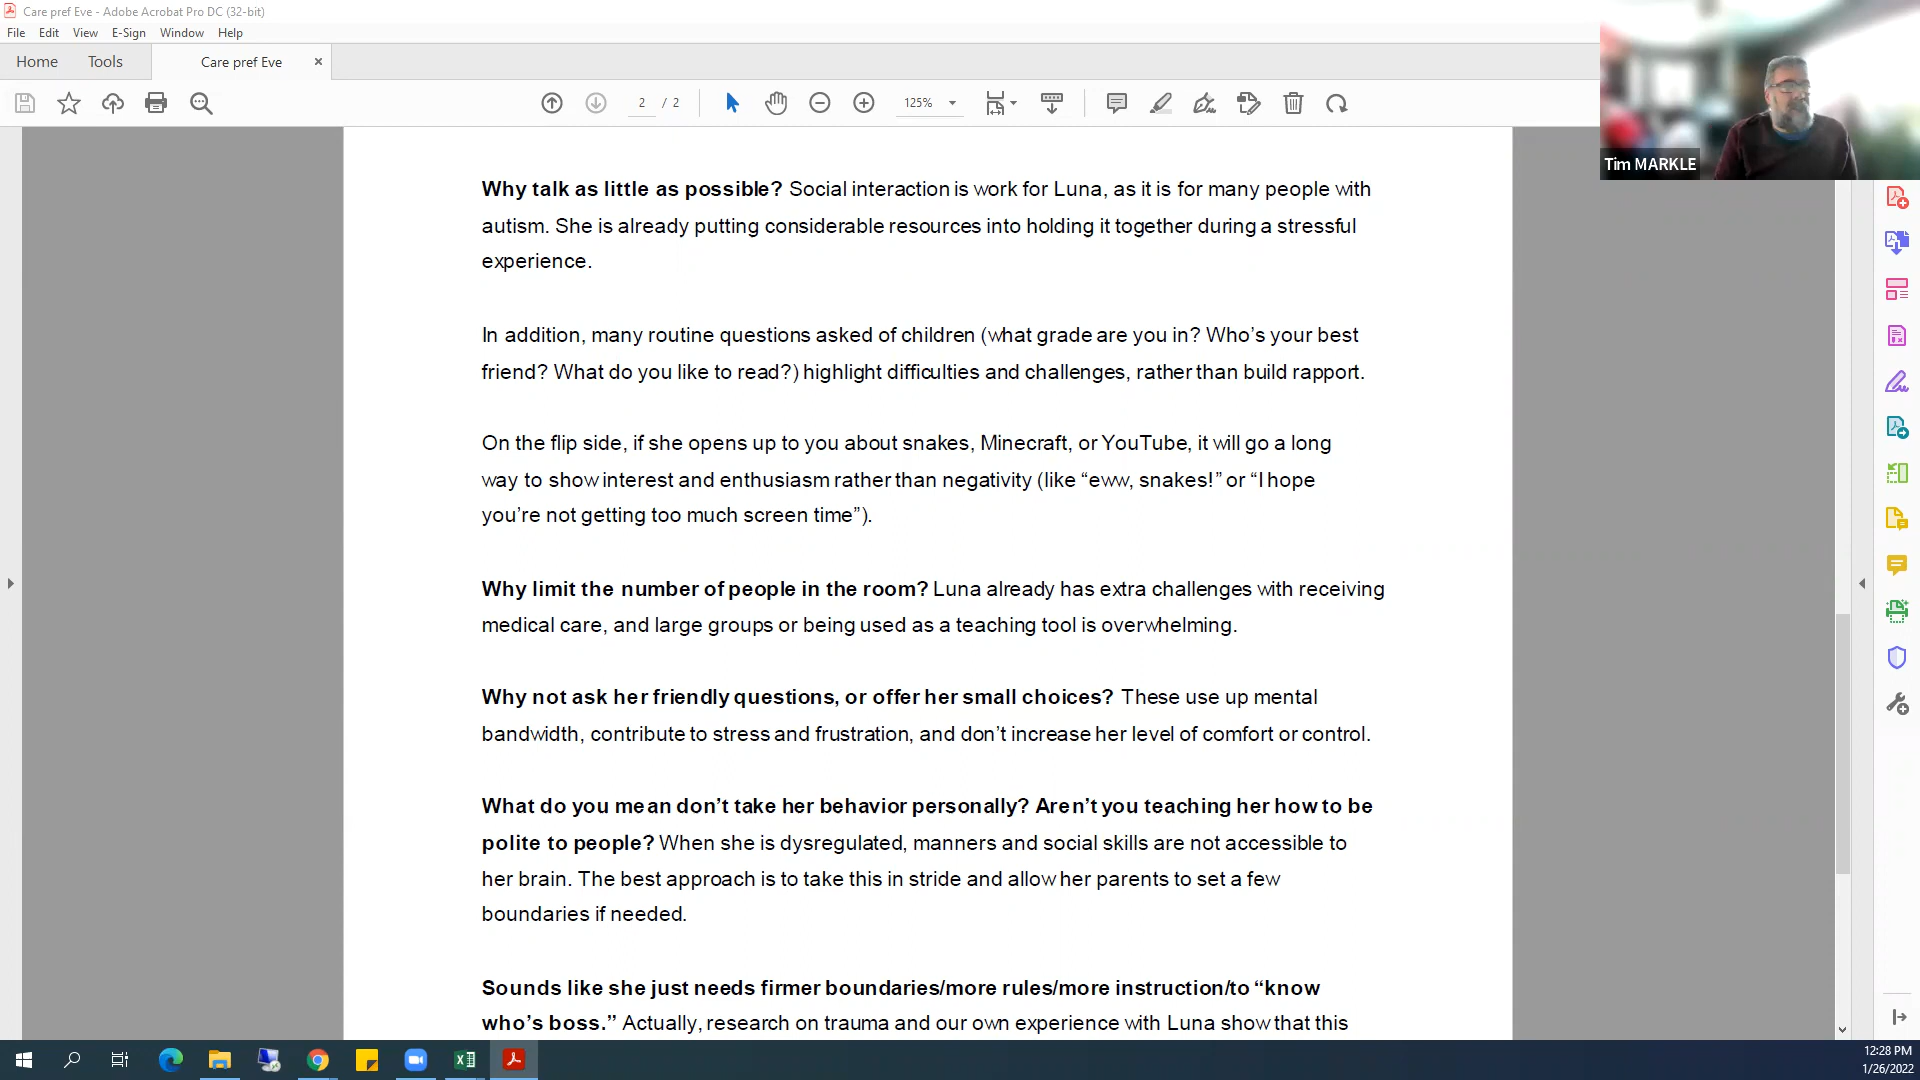 Care pref Eve - Adobe Acrobat Pro DC (32-bit)
File Edit View E-Sign Window Help
Home Tools Care pref Eve
2 / 2 125%
Tim MARKLE
Why talk as little as possible? Social interaction is work for Luna, as it is for many people with
autism. She is already putting considerable resources into holding it together during a stressful
experience.
In addition, many routine questions asked of children (what grade are you in? Who’s your best
friend? What do you like to read?) highlight difficulties and challenges, rather than build rapport.
On the flip side, if she opens up to you about snakes, Minecraft, or YouTube, it will go a long
way to show interest and enthusiasm rather than negativity (like “eww, snakes!” or “I hope
you’re not getting too much screen time”).
Why limit the number of people in the room? Luna already has extra challenges with receiving
medical care, and large groups or being used as a teaching tool is overwhelming.
Why not ask her friendly questions, or offer her small choices? These use up mental
bandwidth, contribute to stress and frustration, and don’t increase her level of comfort or control.
What do you mean don’t take her behavior personally? Aren’t you teaching her how to be
polite to people? When she is dysregulated, manners and social skills are not accessible to
her brain. The best approach is to take this in stride and allow her parents to set a few
boundaries if needed.
Sounds like she just needs firmer boundaries/more rules/more instruction/to “know
who’s boss.” Actually, research on trauma and our own experience with Luna show that this
12:28 PM
1/26/2022